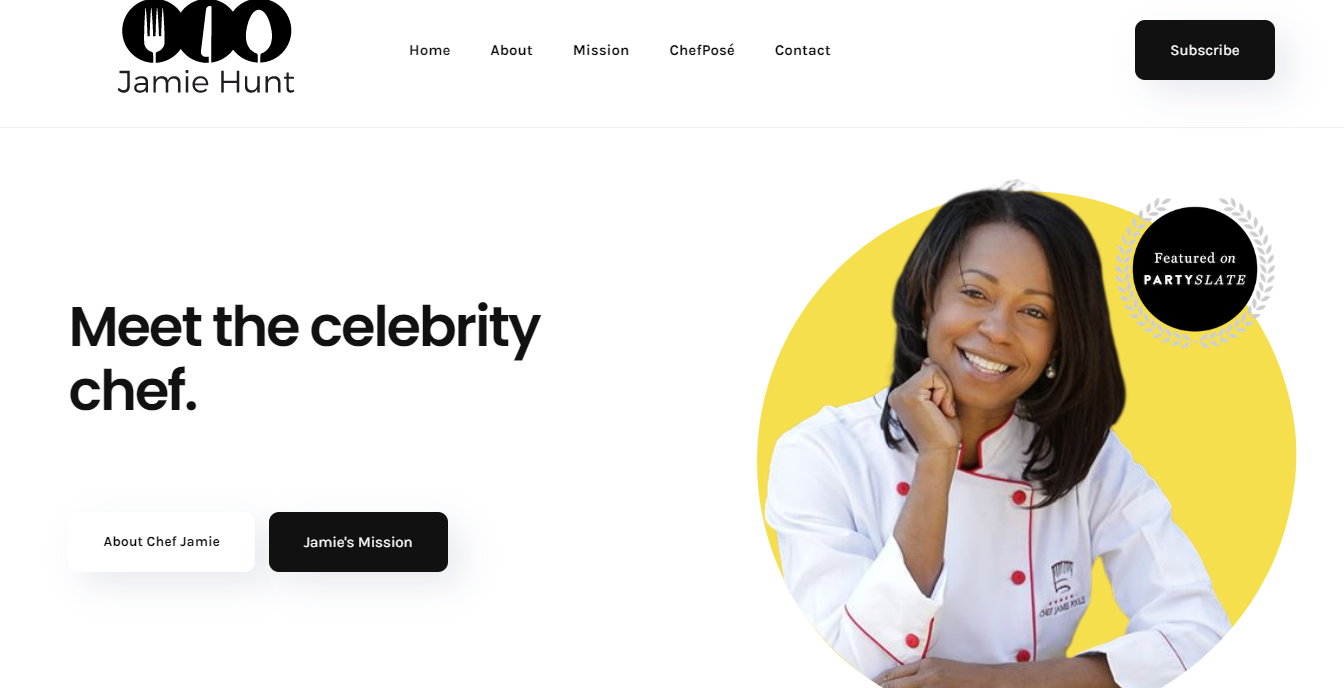 Jamie Hunt
Home
About
Mission
ChefPosé
Contact
Subscribe
Featured on
PARTYSLATE
Meet the celebrity
chef.
About Chef Jamie
Jamie's Mission
CHEF JAMIE POOLE